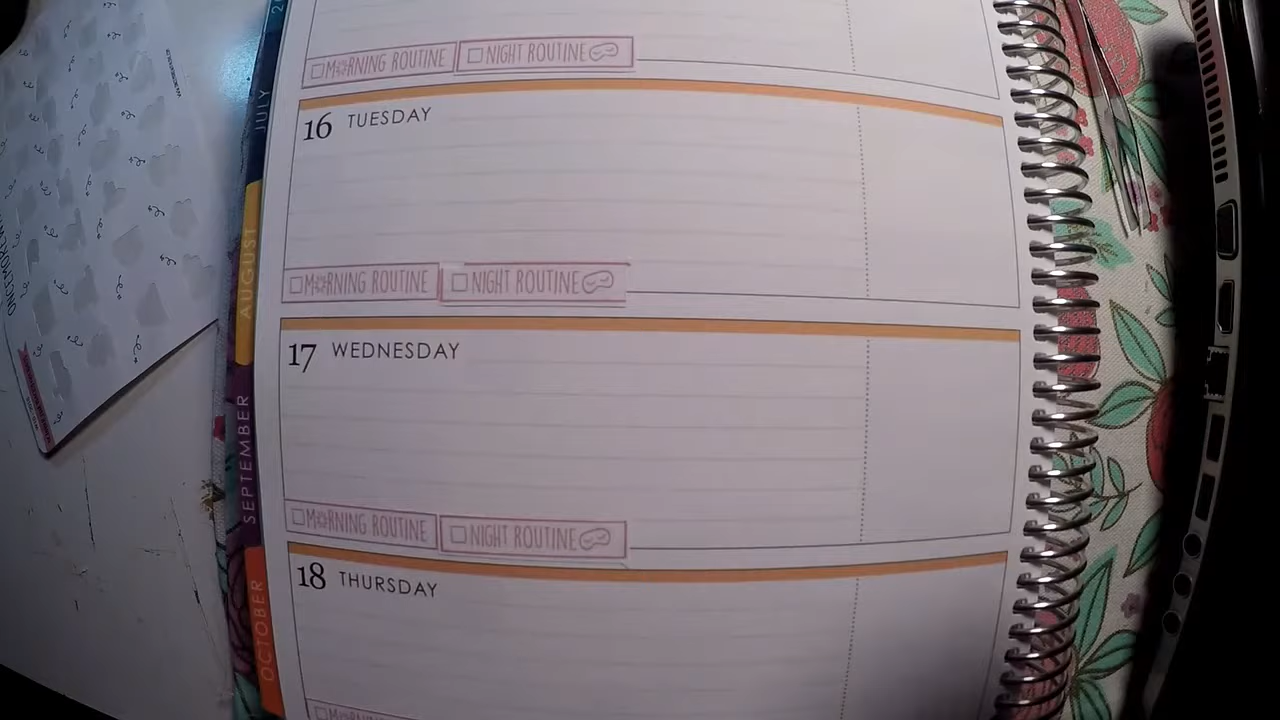 MORNING ROUTINE NIGHT ROUTINE
16 TUESDAY
MORNING ROUTINE NIGHT ROUTINE
17 WEDNESDAY
MORNING ROUTINE NIGHT ROUTINE
18 THURSDAY
MORNING
JULY
AUGUST
SEPTEMBER
OCTOBER